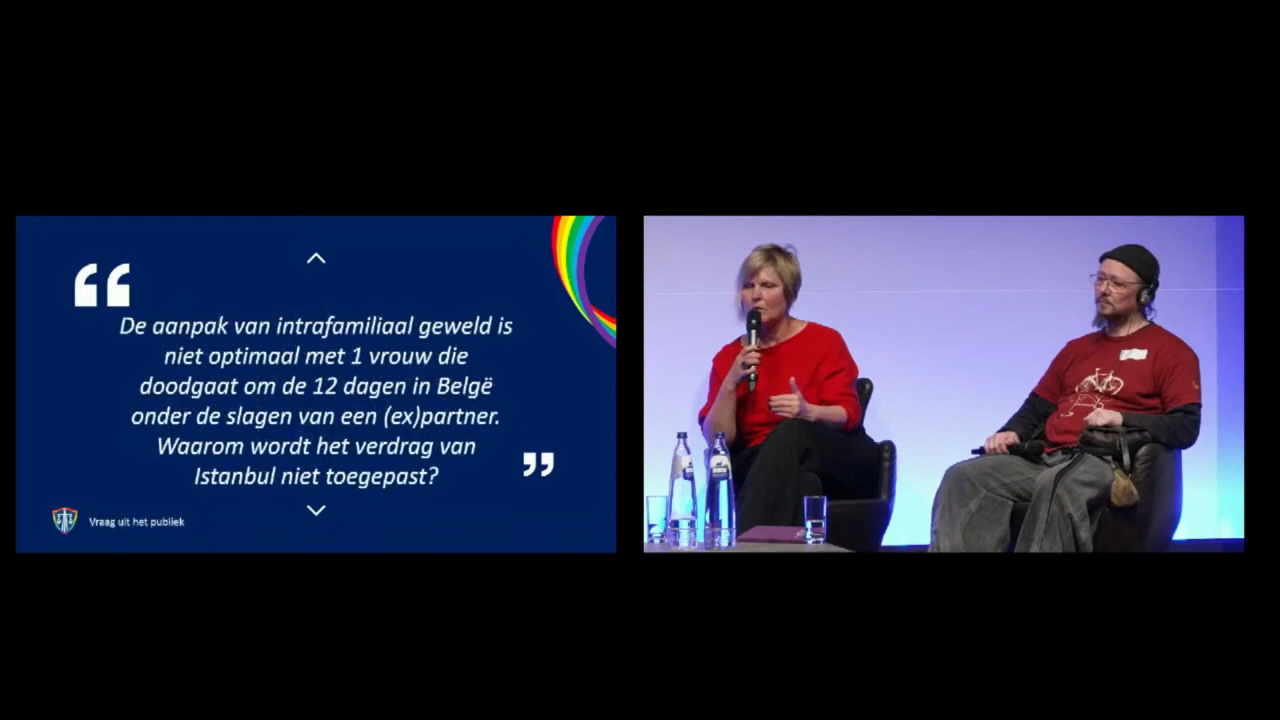 “
De aanpak van intrafamiliaal geweld is
niet optimaal met 1 vrouw die
doodgaat om de 12 dagen in Belgë
onder de slagen van een (ex)partner.
Waarom wordt het verdrag van
Istanbul niet toegepast?
”
Vraag uit het publiek